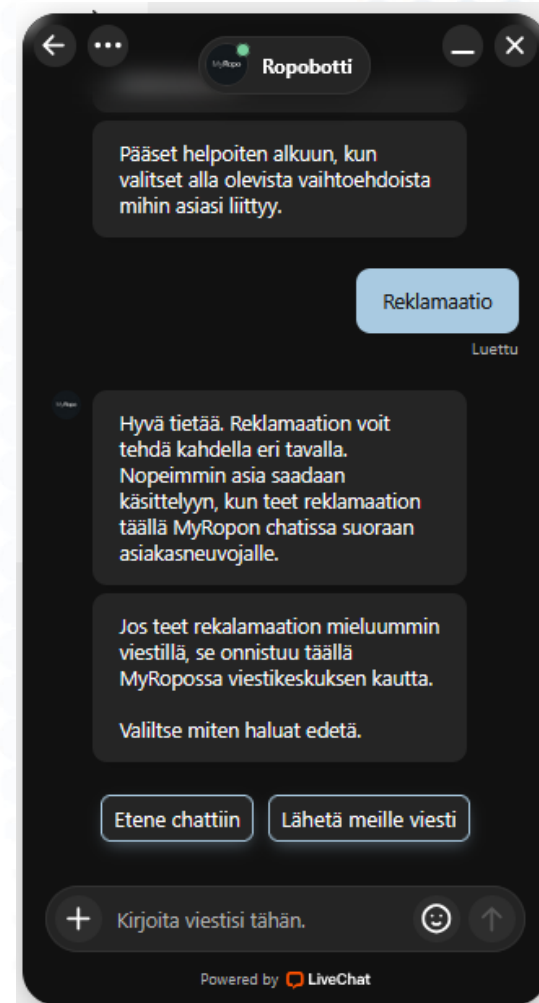 MyRopo
Ropobotti
Pääset helpoiten alkuun, kun
valitset alla olevista vaihtoehdoista
mihin asiasi liittyy.
Reklamaatio
Luettu
Hyvä tietää. Reklamaation voit
tehdä kahdella eri tavalla.
Nopeimmin asia saadaan
käsittelyyn, kun teet reklamaation
täällä MyRopon chatissa suoraan
asiakasneuvojalle.
Jos teet rekalamaation mieluummin
viestillä, se onnistuu täällä
MyRopossa viestikeskuksen kautta.
Valiltse miten haluat edetä.
Etene chattiin
Lähetä meille viesti
Kirjoita viestisi tähän.
Powered by LiveChat